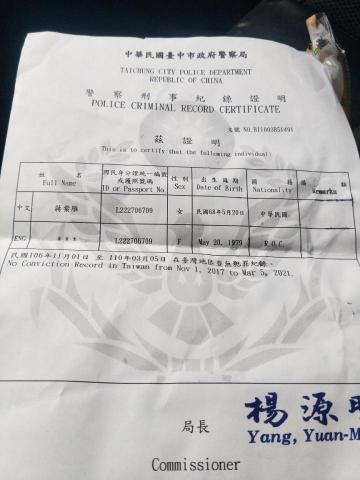 中華民國臺中市政府警察局
TAICHUNG CITY POLICE DEPARTMENT
REPUBLIC OF CHINA
警察刑事紀錄證明
POLICE CRIMINAL RECORD CERTIFICATE
文號 NO.B11003851491
茲證明
This is to certify that the following individual:
姓名 國民身分證統一編號或護照號碼 性別 出生日期 國籍 備註
Full Name ID or Passport No. Sex Date of Birth Nationality Remarks
中文 蔣 雁 L222706709 女 民國68年5月20日 中華民國
ENG L222706709 F May 20, 1979 R.O.C.
民國106年11月01日 至 110年03月05日 在臺灣地區查無犯罪紀錄。
No Conviction Record in Taiwan from Nov 1, 2017 to Mar 5, 2021.
局長 楊源明
Commissioner Yang, Yuan-M